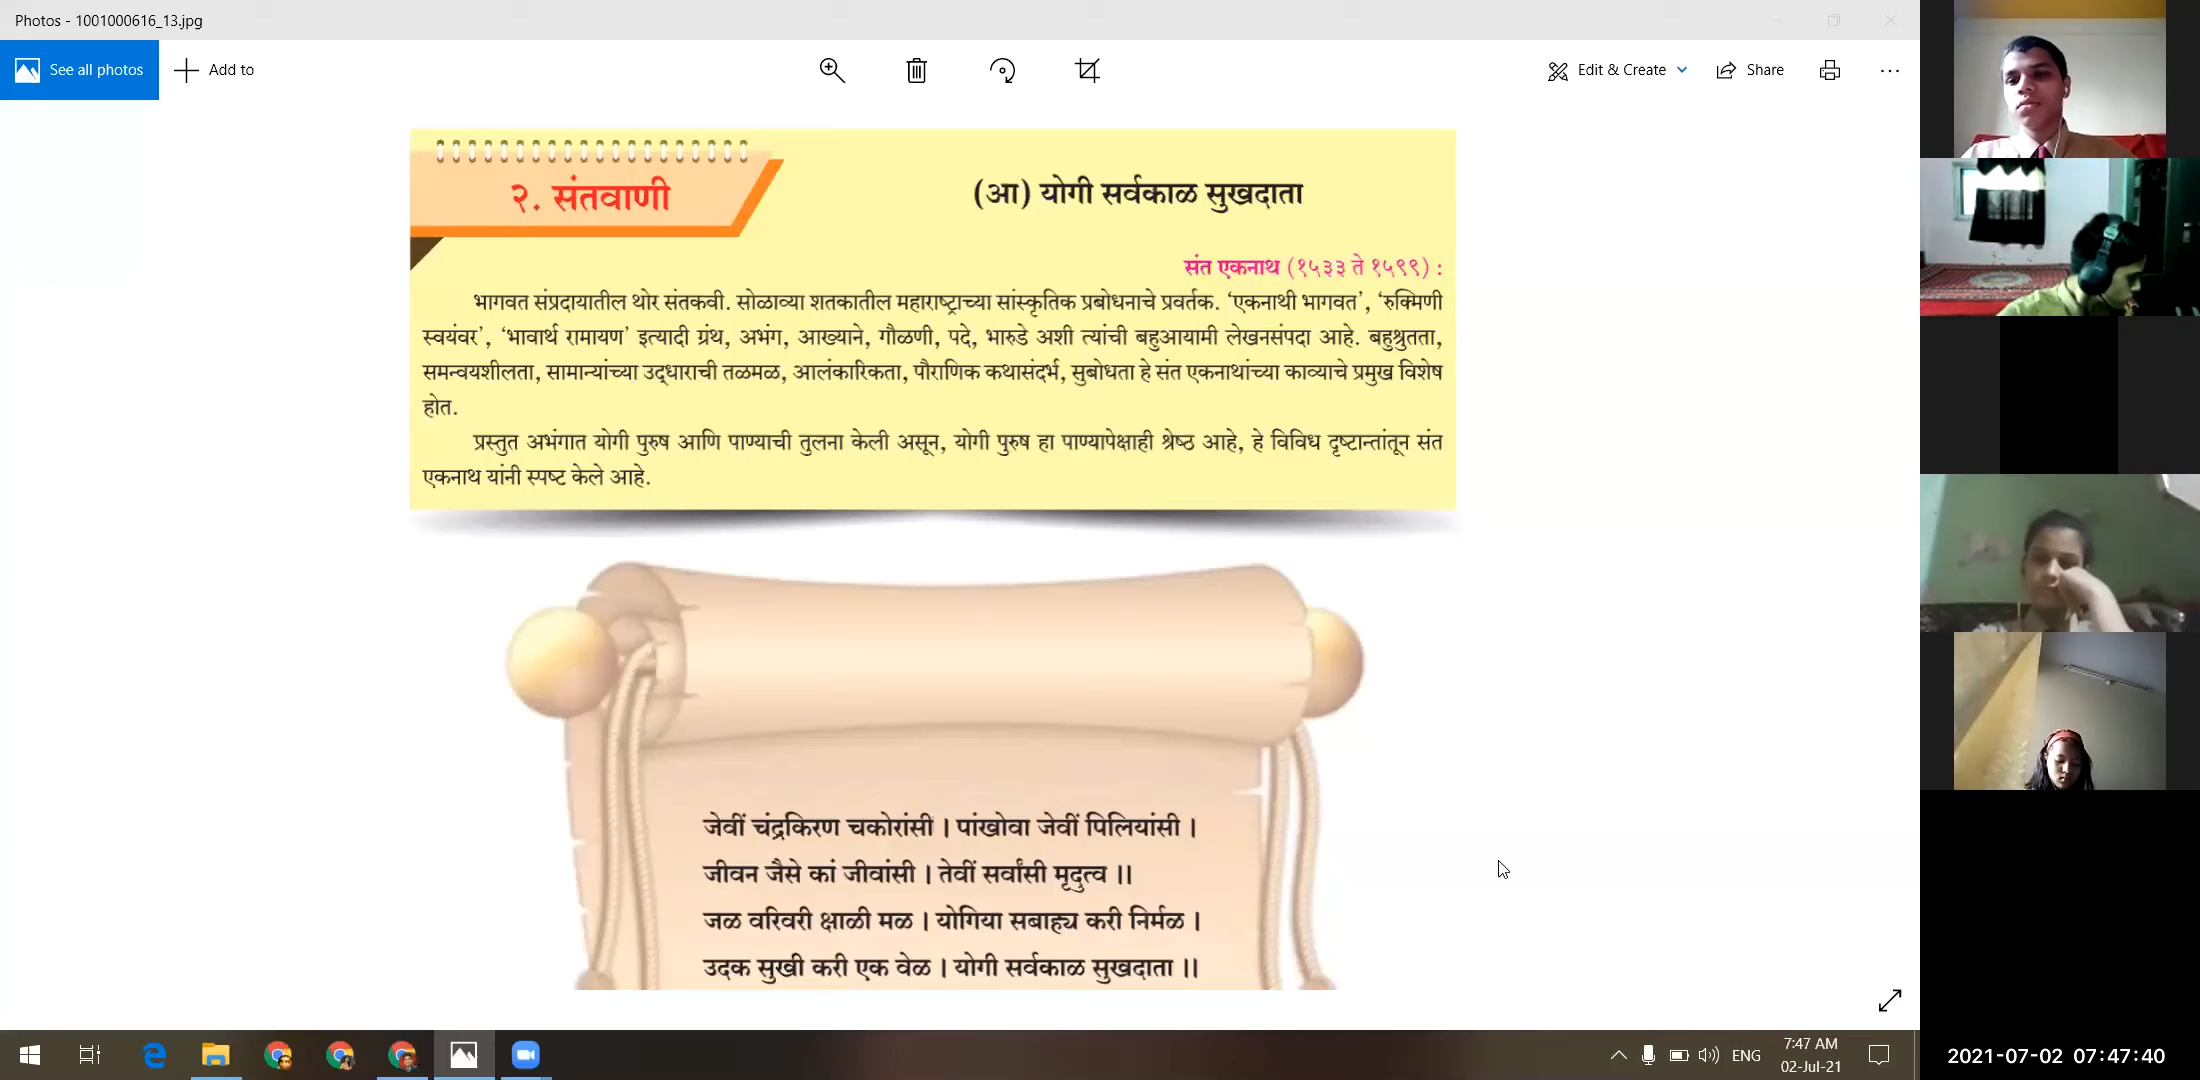 Photos - 1001000616_13.jpg
See all photos
Add to
Edit & Create
Share
२. संतवाणी
(आ) योगी सर्वकाळ सुखदाता
संत एकनाथ (१५३३ ते १५९९) :
भागवत संप्रदायातील थोर संतकवी. सोळाव्या शतकातील महाराष्ट्राच्या सांस्कृतिक प्रबोधनाचे प्रवर्तक. ‘एकनाथी भागवत’, ‘रुक्मिणी
स्वयंवर’, ‘भावार्थ रामायण’ इत्यादी ग्रंथ, अभंग, आख्याने, गौळणी, पदे, भारुडे अशी त्यांची बहुआयामी लेखनसंपदा आहे. बहुश्रुतता,
समन्वयशीलता, सामान्यांच्या उद्धाराची तळमळ, आलंकारिकता, पौराणिक कथासंदर्भ, सुबोधता हे संत एकनाथांच्या काव्याचे प्रमुख विशेष
होत.
प्रस्तुत अभंगात योगी पुरुष आणि पाण्याची तुलना केली असून, योगी पुरुष हा पाण्यापेक्षाही श्रेष्ठ आहे, हे विविध दृष्टान्तांतून संत
एकनाथ यांनी स्पष्ट केले आहे.
जेवीं चंद्रकिरण चकोरांसी । पांखोवा जेवीं पिलियांसी ।
जीवन जैसे कां जीवांसी । तेवीं सर्वांसी मृदुत्व ॥
जळ वरिवरी क्षाळी मळ । योगिया सबाह्य करी निर्मळ ।
उदक सुखी करी एक वेळ । योगी सर्वकाळ सुखदाता ॥
ENG
7:47 AM
02-Jul-21
2021-07-02 07:47:40